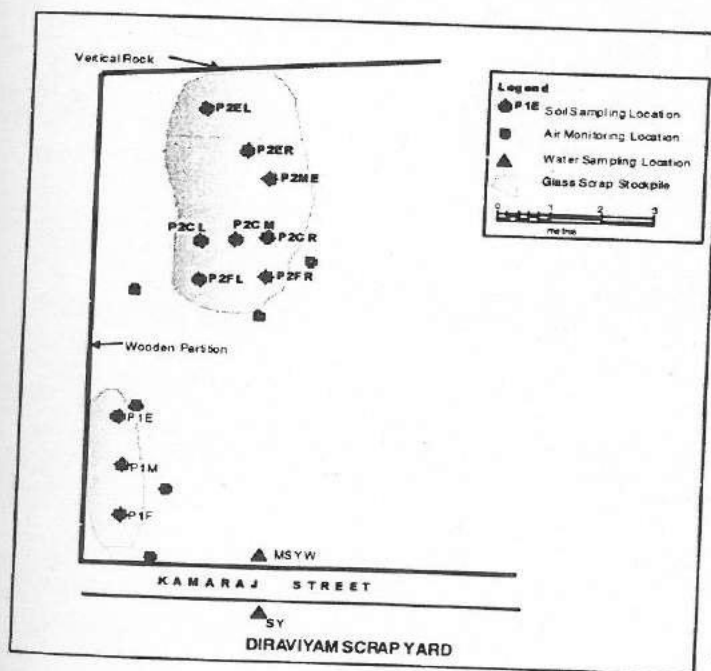 Vertical Rock
P2EL
P2ER
P2ME
P2CL
P2CM
P2CR
P2FL
P2FR
Legend
P1E Soil Sampling Location
Air Monitoring Location
Water Sampling Location
Glass Scrap Stockpile
0 1 2 3
metres
Wooden Partition
P1E
P1M
P1F
MSYW
KAMARAJ STREET
SY
DIRAVIYAM SCRAP YARD